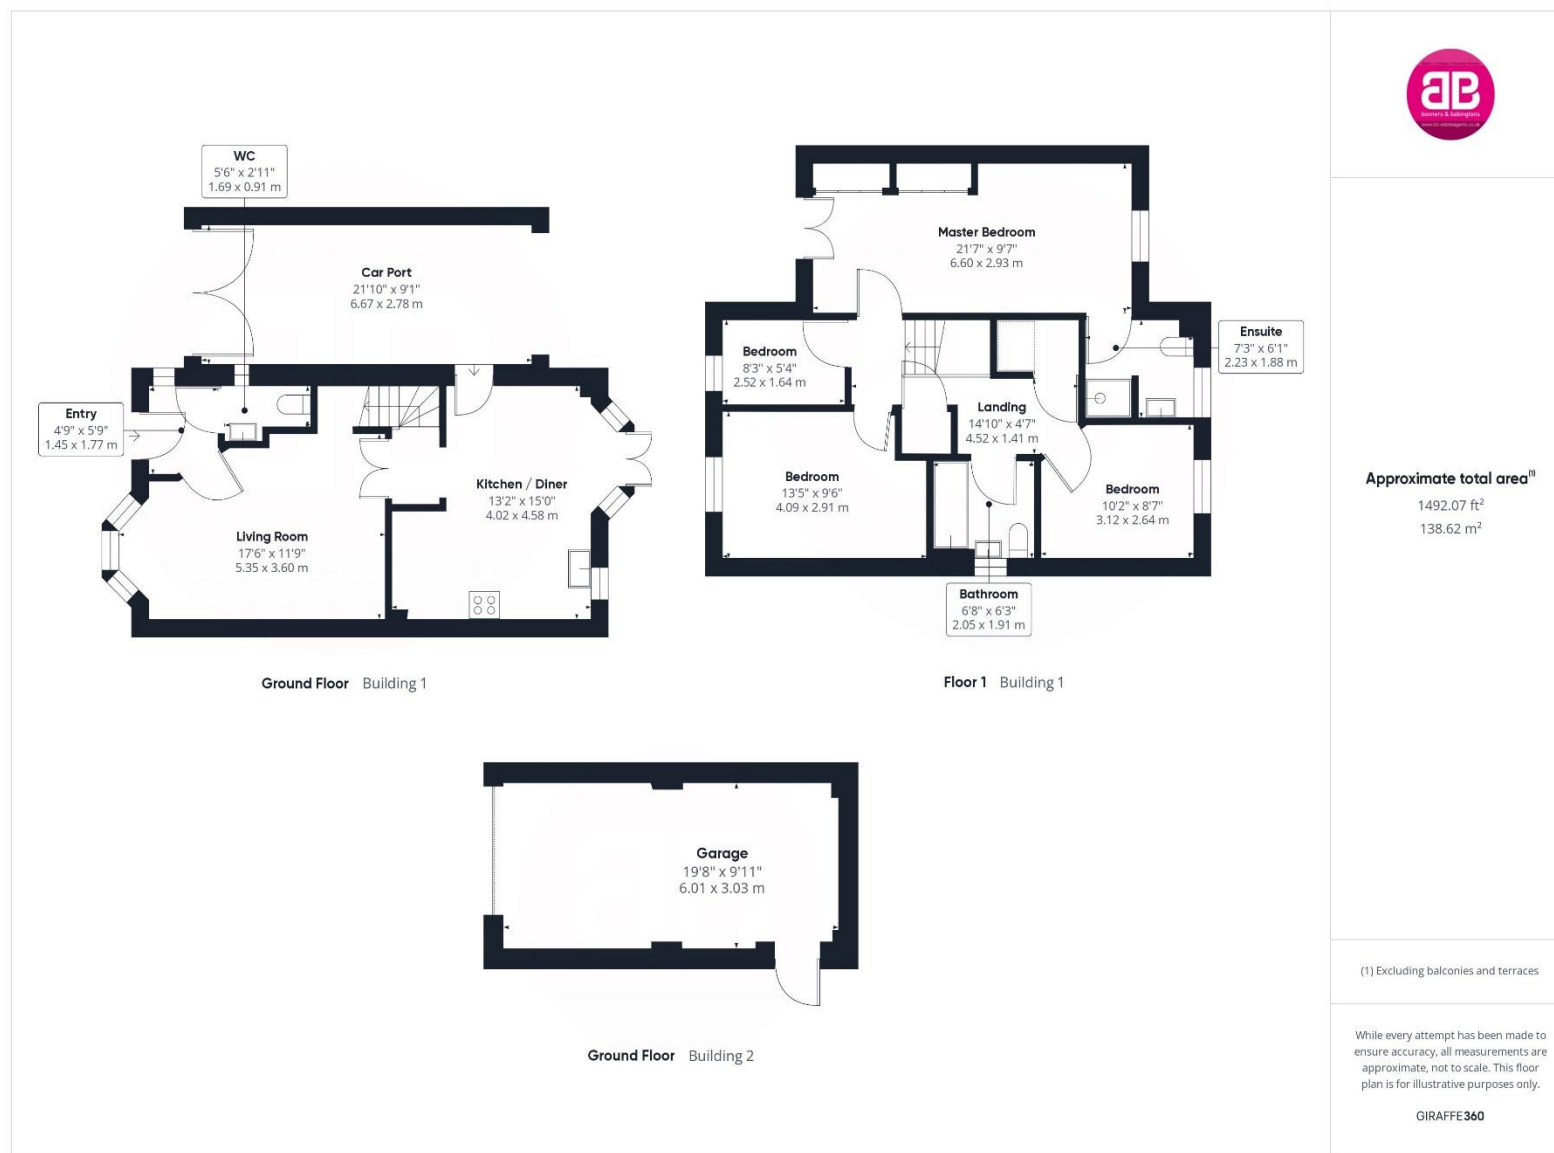 WC
5'6" x 2'11"
1.69 x 0.91 m
Car Port
21'10" x 9'1"
6.67 x 2.78 m
Entry
4'9" x 5'9"
1.45 x 1.77 m
Living Room
17'6" x 11'9"
5.35 x 3.60 m
Kitchen / Diner
13'2" x 15'0"
4.02 x 4.58 m
Ground Floor Building 1
Master Bedroom
21'7" x 9'7"
6.60 x 2.93 m
Bedroom
8'3" x 5'4"
2.52 x 1.64 m
Ensuite
7'3" x 6'1"
2.23 x 1.88 m
Landing
14'10" x 4'7"
4.52 x 1.41 m
Bedroom
13'5" x 9'6"
4.09 x 2.91 m
Bedroom
10'2" x 8'7"
3.12 x 2.64 m
Bathroom
6'8" x 6'3"
2.05 x 1.91 m
Floor 1 Building 1
Garage
19'8" x 9'11"
6.01 x 3.03 m
Ground Floor Building 2
BB
bonners & babingtons
Approximate total area(1)
1492.07 ft²
138.62 m²
(1) Excluding balconies and terraces
While every attempt has been made to
ensure accuracy, all measurements are
approximate, not to scale. This floor
plan is for illustrative purposes only.
GIRAFFE360